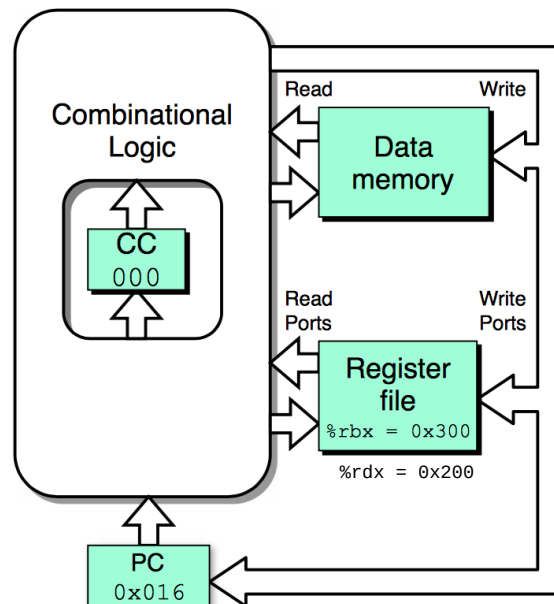 Combinational
Logic
CC
000
Read
Write
Data
memory
Read
Ports
Write
Ports
Register
file
%rbx = 0x300
%rdx = 0x200
PC
0x016